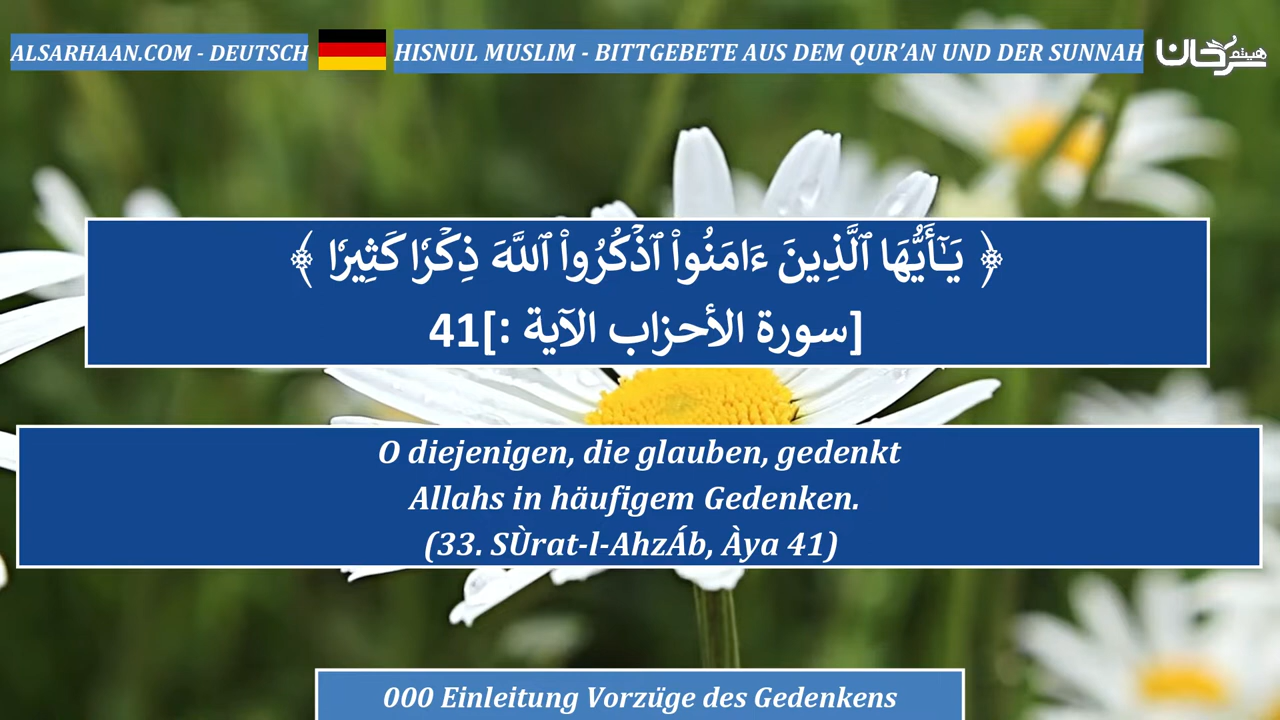 ALSARHAAN.COM - DEUTSCH
HISNUL MUSLIM - BITTGEBETE AUS DEM QUR’AN UND DER SUNNAH
هيثم سرحان
﴿ يَـٰٓأَيُّهَا ٱلَّذِينَ ءَامَنُوا۟ ٱذْكُرُوا۟ ٱللَّهَ ذِكْرًا كَثِيرًا ﴾
[سورة الأحزاب الآية :]41
O diejenigen, die glauben, gedenkt
Allahs in häufigem Gedenken.
(33. SÙrat-l-AhzÁb, Àya 41)
000 Einleitung Vorzüge des Gedenkens